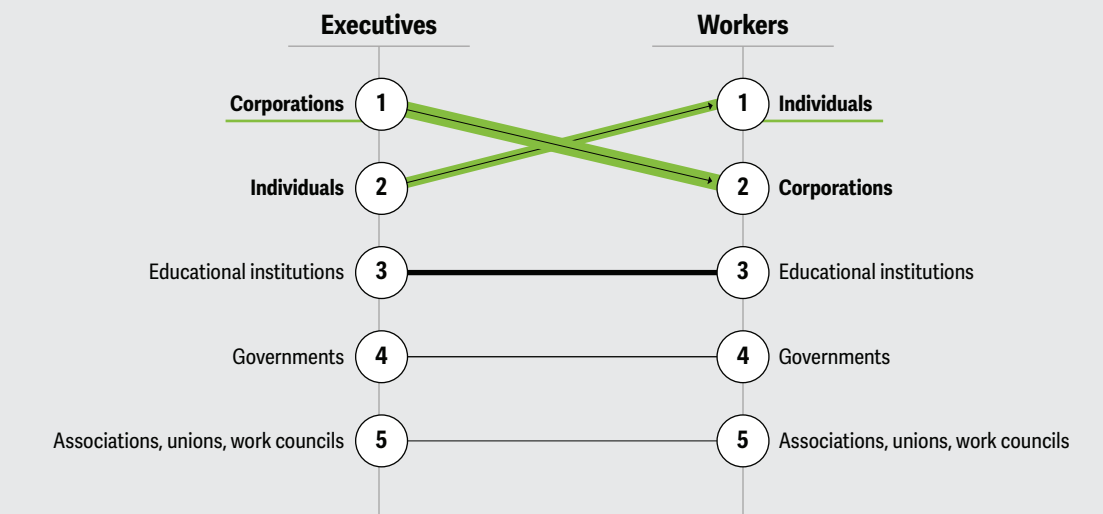 Executives Workers
Corporations 1 1 Individuals
Individuals 2 2 Corporations
Educational institutions 3 3 Educational institutions
Governments 4 4 Governments
Associations, unions, work councils 5 5 Associations, unions, work councils